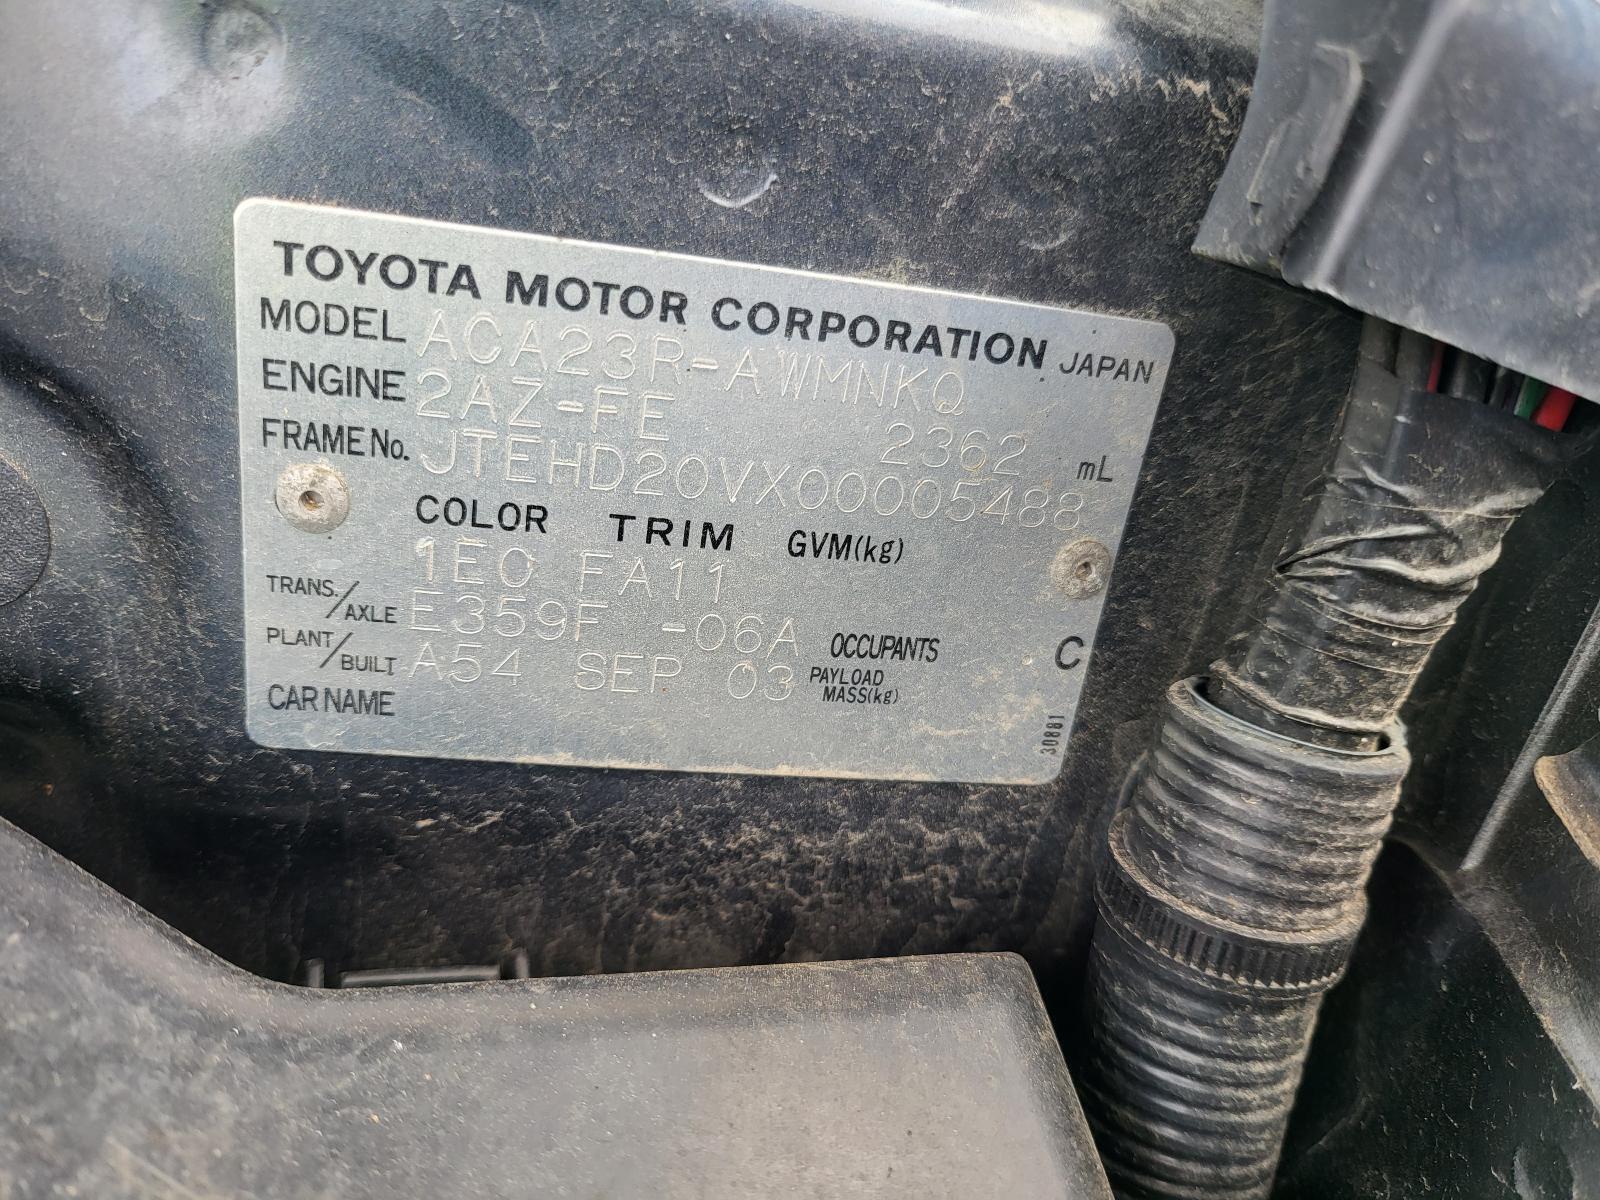 TOYOTA MOTOR CORPORATION JAPAN
MODEL ACA23R-AWMNKQ
ENGINE 2AZ-FE 2362 mL
FRAME No. JTEHD20VX00005488
COLOR TRIM GVM(kg)
1E0 FA11
TRANS./AXLE E359F -06A OCCUPANTS C
PLANT/BUILT A54 SEP 03 PAYLOAD MASS(kg)
CAR NAME
30881